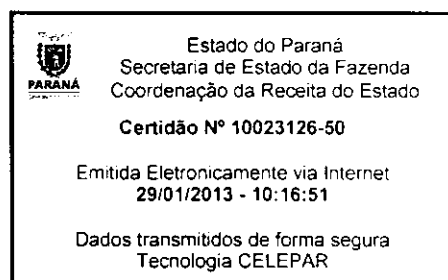 Estado do Paraná
Secretaria de Estado da Fazenda
PARANÁ
Coordenação da Receita do Estado
Certidão Nº 10023126-50
Emitida Eletronicamente via Internet
29/01/2013 - 10:16:51
Dados transmitidos de forma segura
Tecnologia CELEPAR